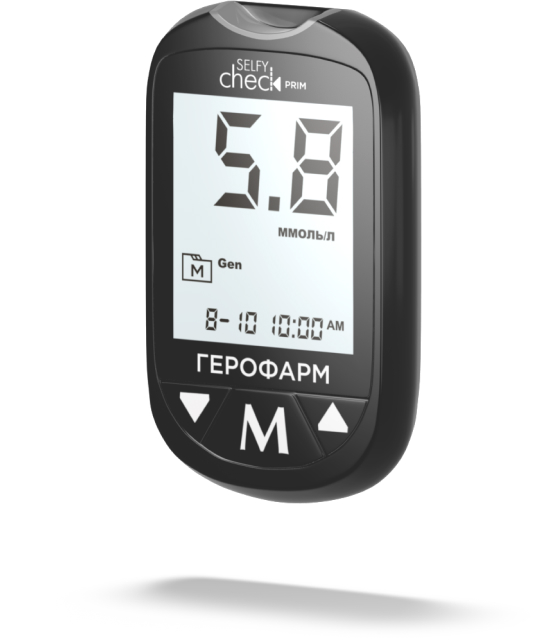 SELFY
check PRIM
5.8
ММОЛЬ/Л
M Gen
8-10 10:00 AM
ГЕРОФАРМ
M